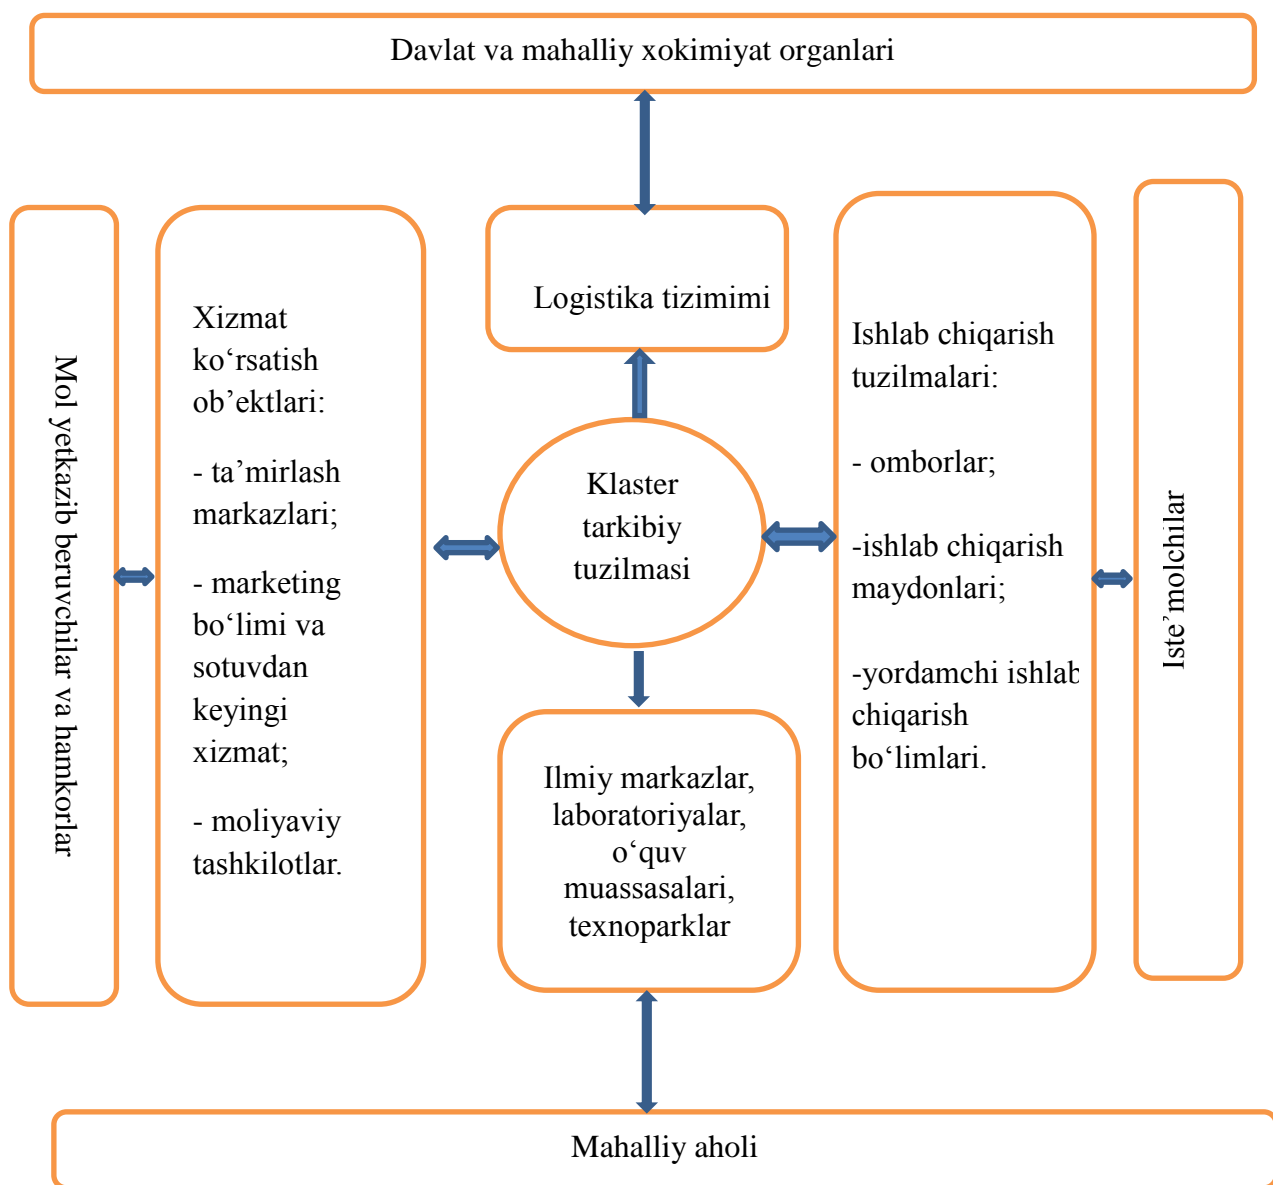 Davlat va mahalliy xokimiyat organlari
Mol yetkazib beruvchilar va hamkorlar
Xizmat
ko‘rsatish
ob’ektlari:
- ta’mirlash
markazlari;
- marketing
bo‘limi va
sotuvdan
keyingi
xizmat;
- moliyaviy
tashkilotlar.
Logistika tizimimi
Klaster
tarkibiy
tuzilmasi
Ilmiy markazlar,
laboratoriyalar,
o‘quv
muassasalari,
texnoparklar
Ishlab chiqarish
tuzilmalari:
- omborlar;
-ishlab chiqarish
maydonlari;
-yordamchi ishlab
chiqarish
bo‘limlari.
Iste’molchilar
Mahalliy aholi